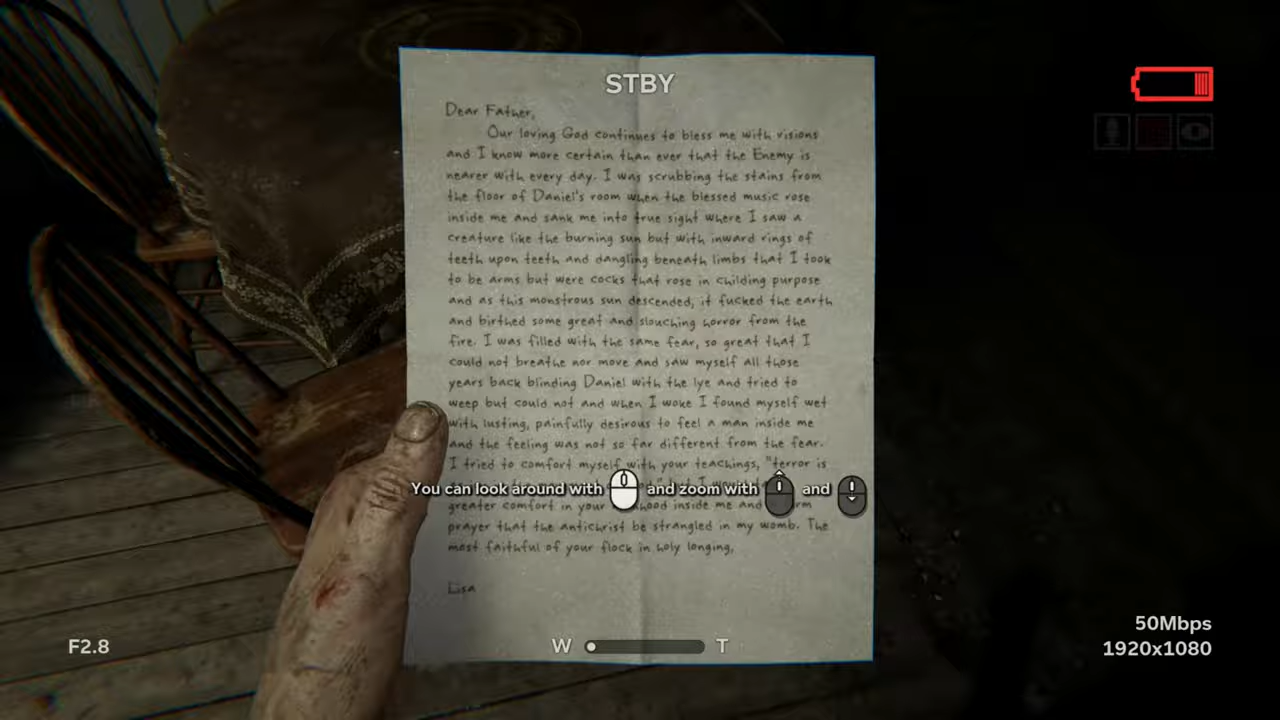 STBY
Dear Father,
Our loving God continues to bless me with visions
and I know more certain than ever that the Enemy is
nearer with every day. I was scrubbing the stains from
the floor of Daniel's room when the blessed music rose
inside me and sank me into true sight where I saw a
creature like the burning sun but with inward rings of
teeth upon teeth and dangling beneath limbs that I took
to be arms but were cocks that rose in childing purpose
and as this monstrous sun descended, it fucked the earth
and birthed some great and slouching horror from the
fire. I was filled with the same fear, so great that I
could not breathe nor move and saw myself all those
years back blinding Daniel with the lye and tried to
weep but could not and when I woke I found myself wet
with lusting, painfully desirous to feel a man inside me
and the feeling was not so far different from the fear.
I tried to comfort myself with your teachings, "terror is
You can look around with and zoom with and
greater comfort in your inside me and
prayer that the antichrist be strangled in my womb. The
most faithful of your flock in holy longing,
Lisa
F2.8
W T
50Mbps
1920x1080